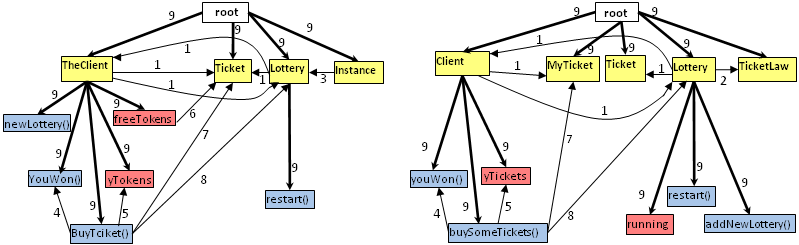 root
9
9
9
9
1
TheClient
Ticket
Lottery
Instance
1
1
1
3
9
9
9
9
9
newLottery()
freeTokens
6
7
9
YouWon()
yTokens
8
restart()
4
5
BuyTciket()
root
9
9
9
9
9
1
Client
MyTicket
Ticket
Lottery
TicketLaw
1
1
2
1
9
9
9
7
youWon()
yTickets
9
9
9
restart()
4
5
8
buySomeTickets()
running
addNewLottery()